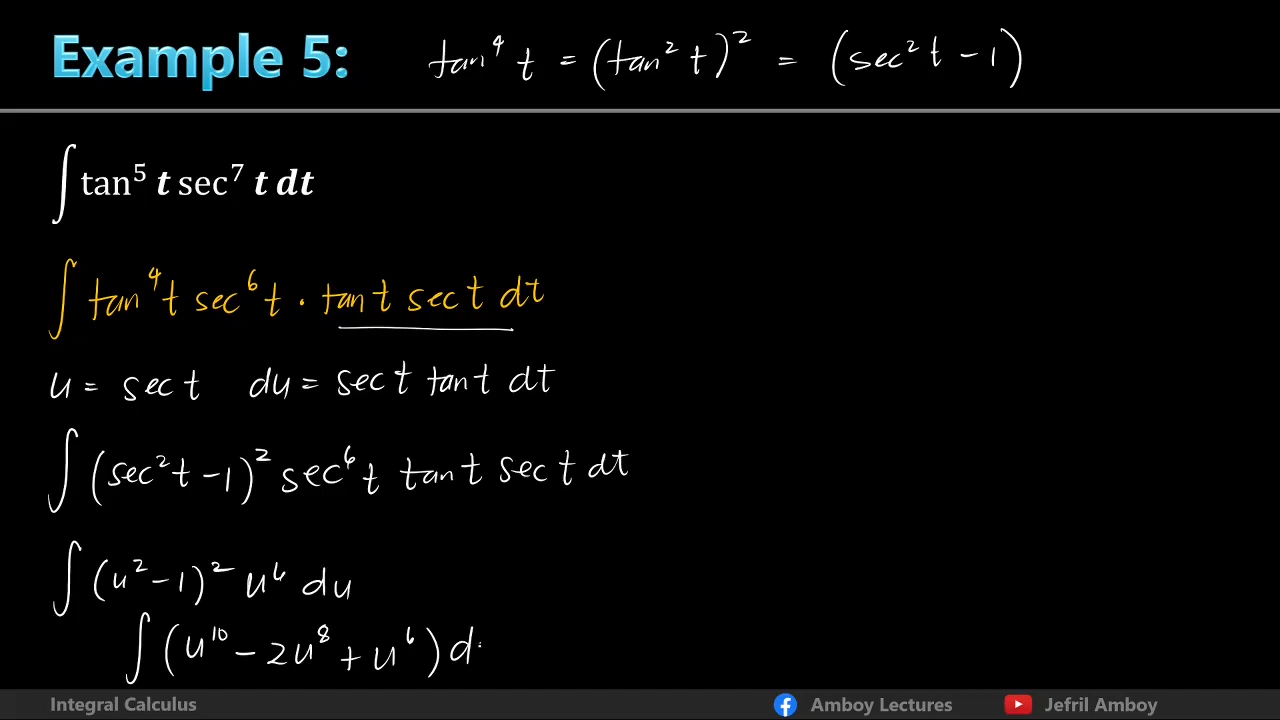 Example 5: tan⁴ t = (tan² t)² = (sec² t − 1)
∫ tan⁵ t sec⁷ t dt
∫ tan⁴ t sec⁶ t · tan t sec t dt
u = sec t du = sec t tan t dt
∫ (sec² t − 1)² sec⁶ t tan t sec t dt
∫ (u² − 1)² u⁶ du
∫ (u¹⁰ − 2u⁸ + u⁶) d
Integral Calculus Amboy Lectures Jefril Amboy